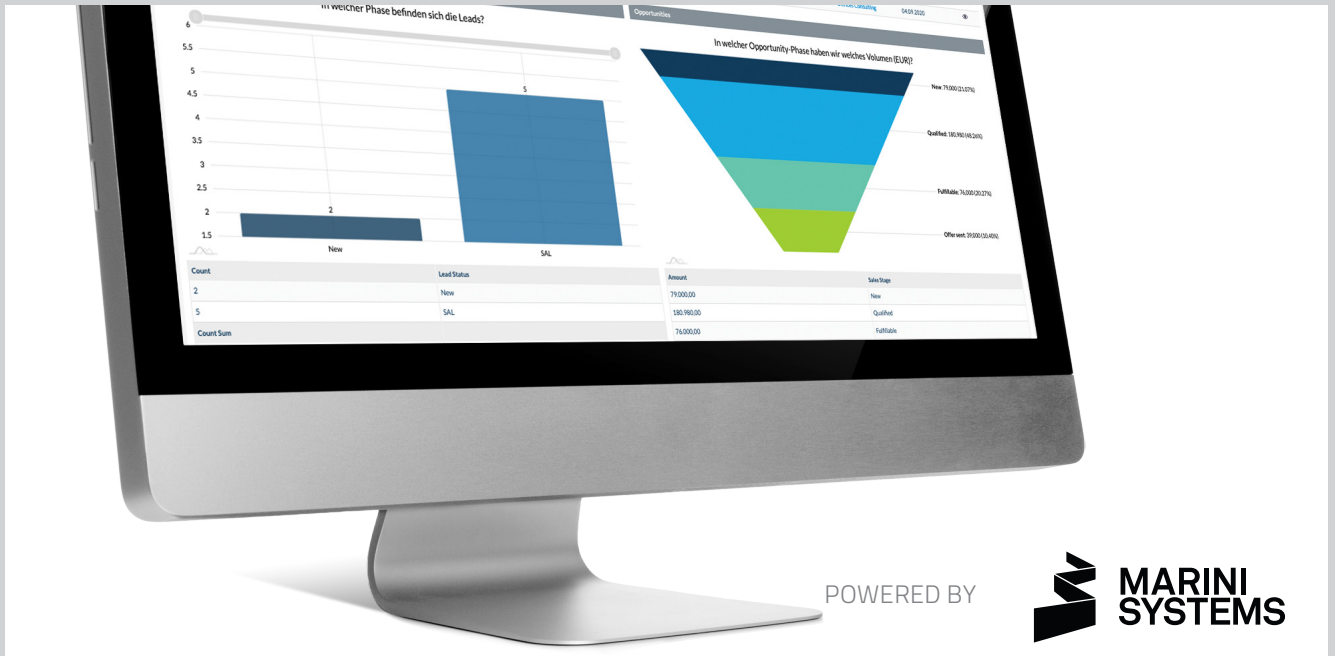 In welcher Phase befinden sich die Leads?
6
5.5
5
4.5
4
3.5
3
2.5
2
1.5
2
5
New
SAL
Count
Lead Status
2
New
5
SAL
Count Sum
Consulting
04.09.2020
Opportunities
In welcher Opportunity-Phase haben wir welches Volumen (EUR)?
New: 79,000 (21.07%)
Qualified: 180,980 (48.26%)
Fulfillable: 76,000 (20.27%)
Offer sent: 39,000 (10.40%)
Amount
Sales Stage
79.000,00
New
180.980,00
Qualified
76.000,00
Fulfillable
POWERED BY
MARINI
SYSTEMS